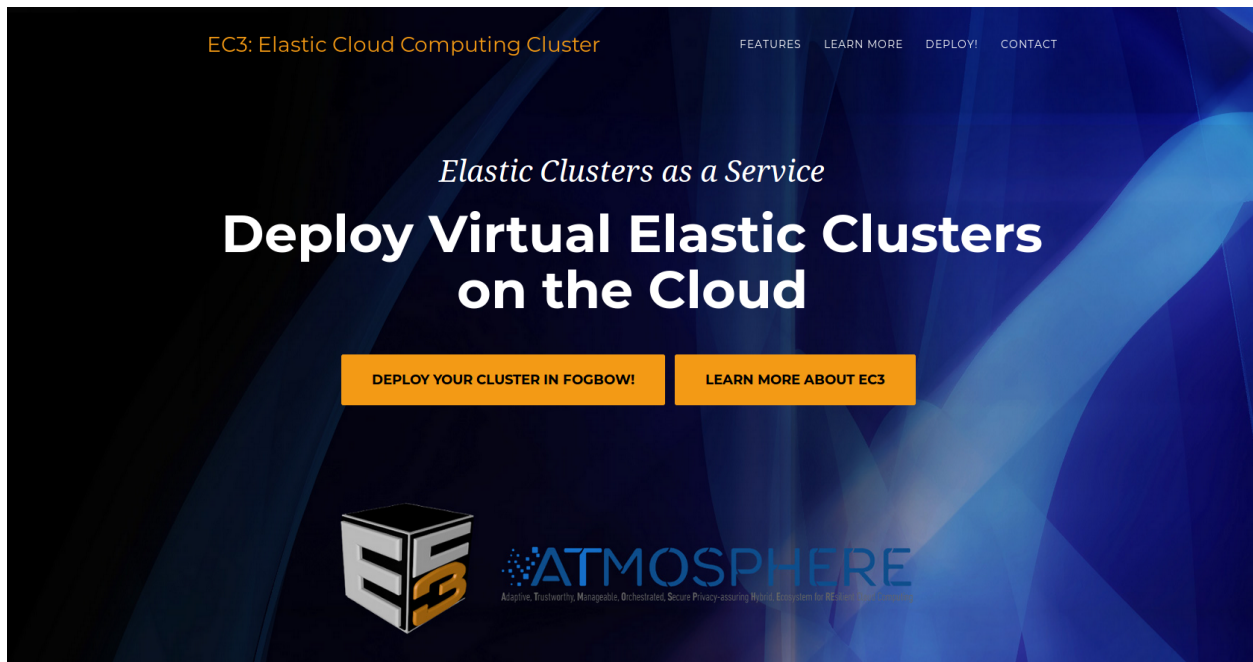 EC3: Elastic Cloud Computing Cluster
FEATURES LEARN MORE DEPLOY! CONTACT
Elastic Clusters as a Service
Deploy Virtual Elastic Clusters
on the Cloud
DEPLOY YOUR CLUSTER IN FOGBOW! LEARN MORE ABOUT EC3
EC3
ATMOSPHERE
Adaptive, Trustworthy, Manageable, Orchestrated, Secure Privacy-assuring Hybrid, Ecosystem for REsilient